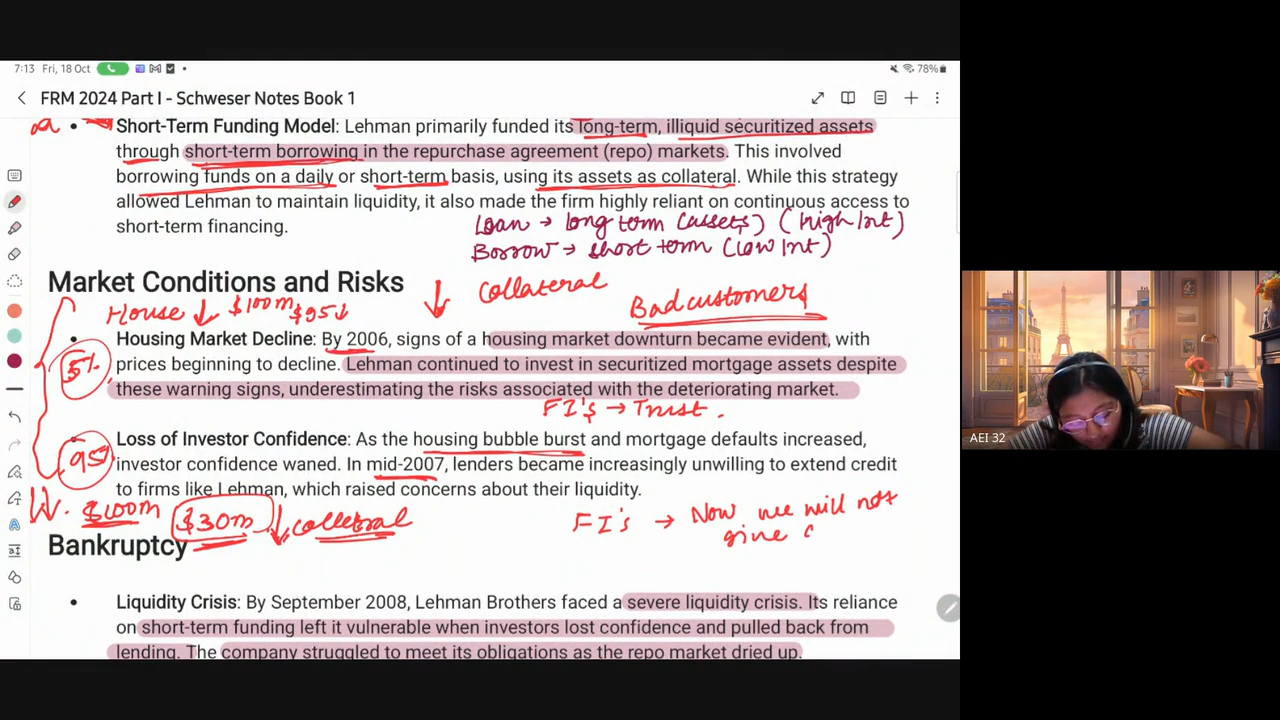 7:13 Fri, 18 Oct
78%
FRM 2024 Part I - Schweser Notes Book 1
• Short-Term Funding Model: Lehman primarily funded its long-term, illiquid securitized assets
through short-term borrowing in the repurchase agreement (repo) markets. This involved
borrowing funds on a daily or short-term basis, using its assets as collateral. While this strategy
allowed Lehman to maintain liquidity, it also made the firm highly reliant on continuous access to
short-term financing.
Loan → long term (assets) (high Int)
Borrow → short term (low Int)
Market Conditions and Risks
↓ Collateral
House ↓ $100m $95↓
Bad customers
• Housing Market Decline: By 2006, signs of a housing market downturn became evident, with
prices beginning to decline. Lehman continued to invest in securitized mortgage assets despite
these warning signs, underestimating the risks associated with the deteriorating market.
5%
FI's → Trust.
• Loss of Investor Confidence: As the housing bubble burst and mortgage defaults increased,
investor confidence waned. In mid-2007, lenders became increasingly unwilling to extend credit
to firms like Lehman, which raised concerns about their liquidity.
95
$100m $30m ↓ colletral
FI's → Now we will not
give
Bankruptcy
• Liquidity Crisis: By September 2008, Lehman Brothers faced a severe liquidity crisis. Its reliance
on short-term funding left it vulnerable when investors lost confidence and pulled back from
lending. The company struggled to meet its obligations as the repo market dried up.
AEI 32